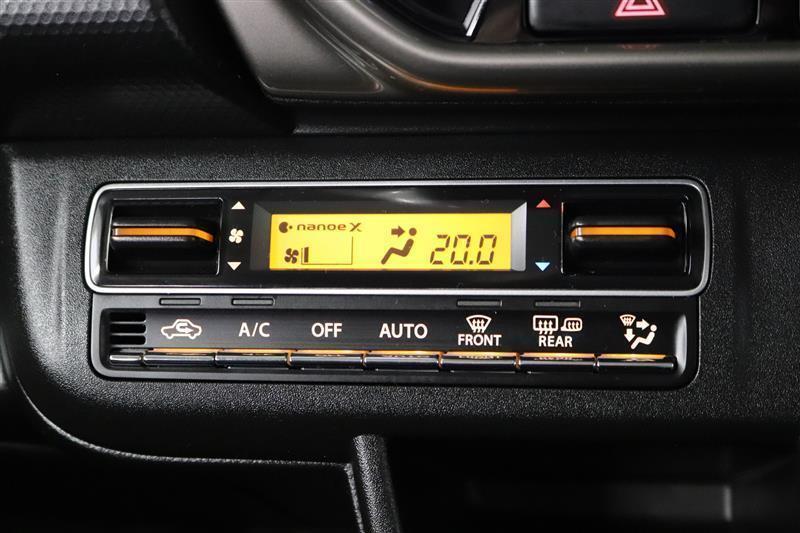 nanoe X
20.0
A/C OFF AUTO FRONT REAR